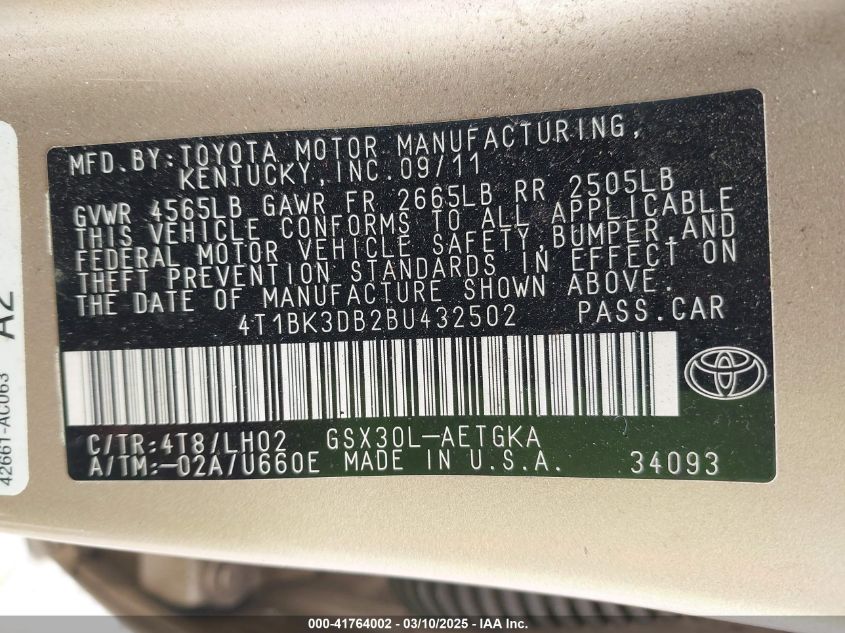 MFD. BY: TOYOTA MOTOR MANUFACTURING,
KENTUCKY, INC. 09/11
GVWR 4565LB GAWR FR 2665LB RR 2505LB
THIS VEHICLE CONFORMS TO ALL APPLICABLE
FEDERAL MOTOR VEHICLE SAFETY, BUMPER, AND
THEFT PREVENTION STANDARDS IN EFFECT ON
THE DATE OF MANUFACTURE SHOWN ABOVE.
4T1BK3DB2BU432502 PASS. CAR
C/TR: 4T8/LH02 GSX30L-AETGKA
A/TM: -02A/U660E MADE IN U.S.A. 34093
A2
42661-AC063
000-41764002 - 03/10/2025 - IAA Inc.